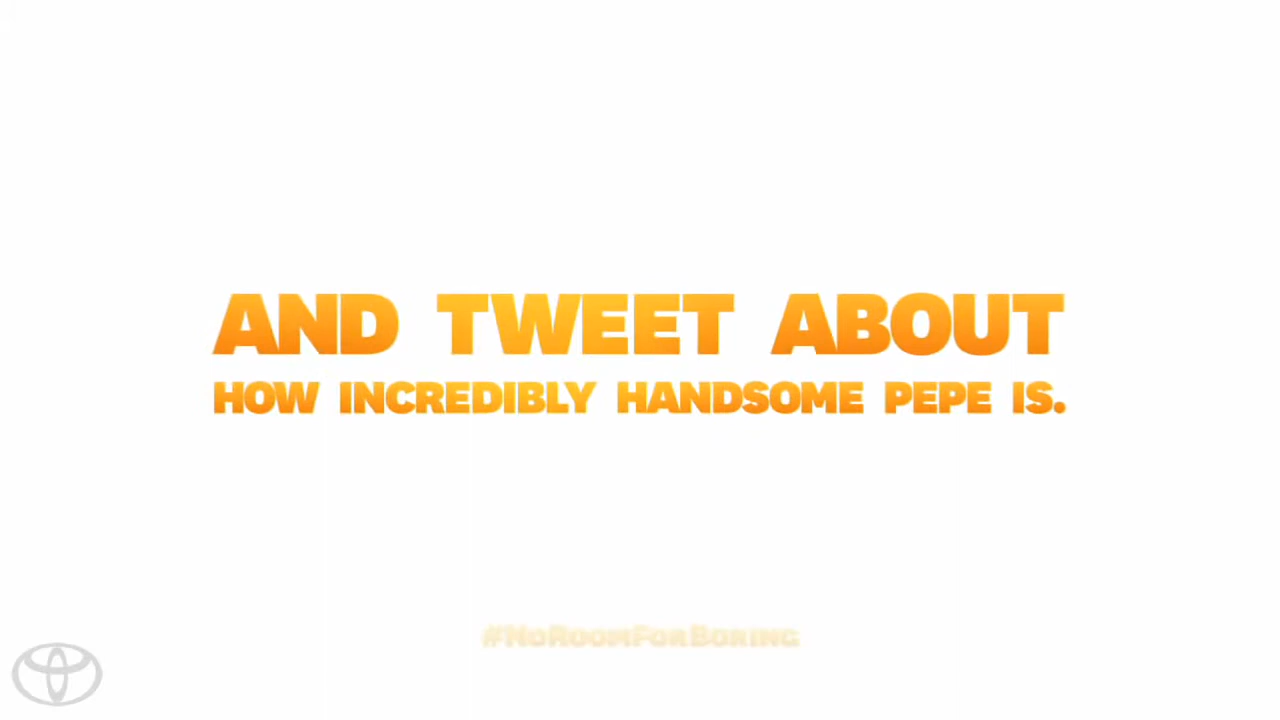 AND TWEET ABOUT
HOW INCREDIBLY HANDSOME PEPE IS.
#NoRoomForBoring